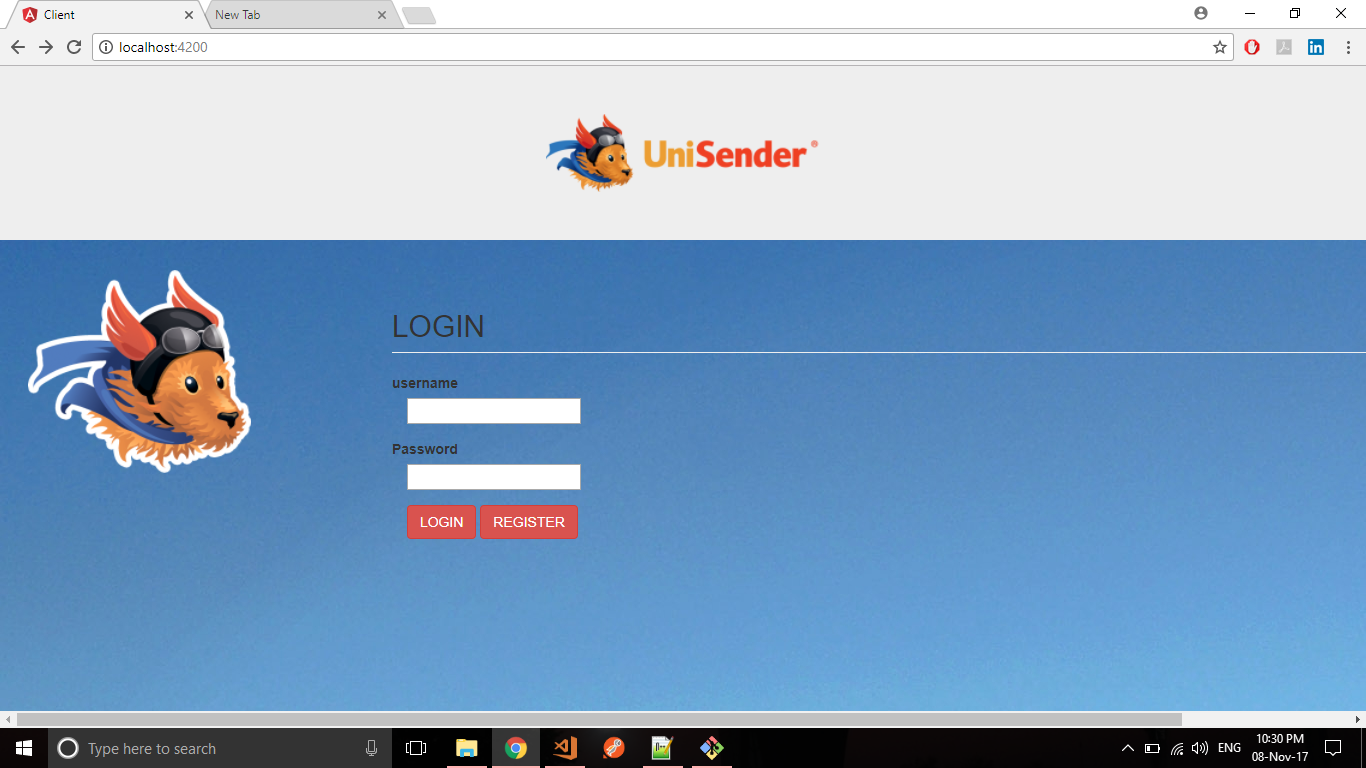 Client
New Tab
localhost:4200
UniSender®
LOGIN
username
Password
LOGIN REGISTER
Type here to search
ENG
10:30 PM
08-Nov-17